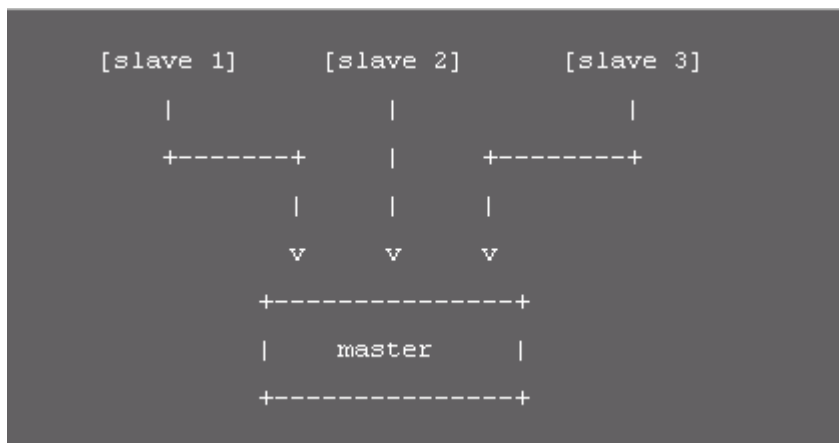 [slave 1] [slave 2] [slave 3]
| | |
+-------+ | +--------+
| | |
v v v
+---------------+
| master |
+---------------+